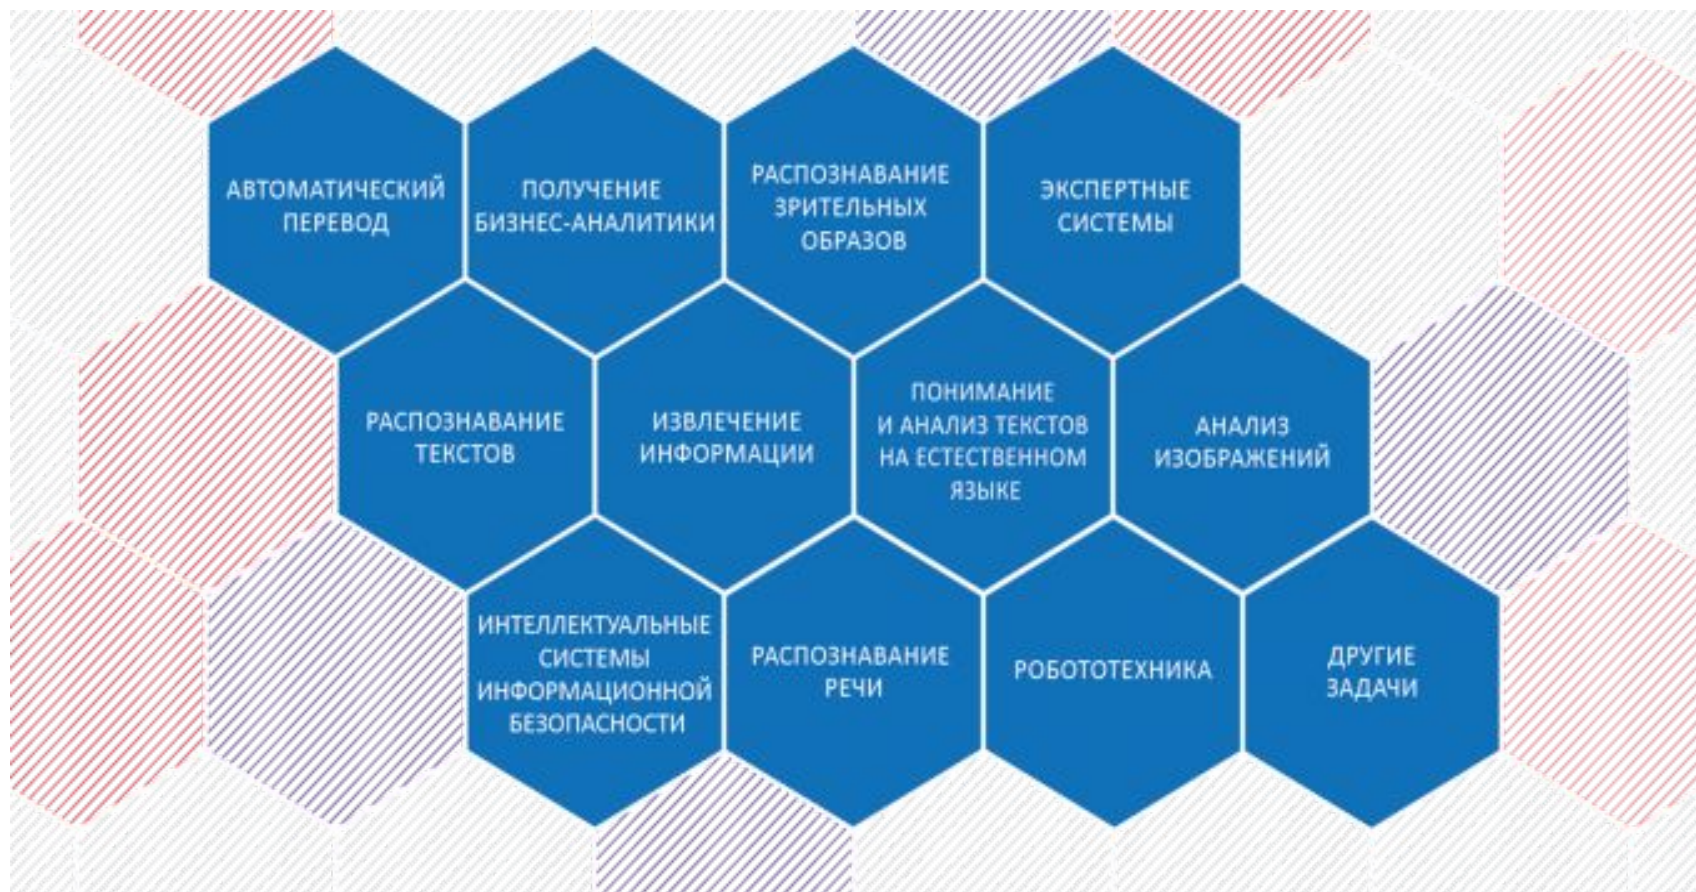 АВТОМАТИЧЕСКИЙ
ПЕРЕВОД
ПОЛУЧЕНИЕ
БИЗНЕС-АНАЛИТИКИ
РАСПОЗНАВАНИЕ
ЗРИТЕЛЬНЫХ
ОБРАЗОВ
ЭКСПЕРТНЫЕ
СИСТЕМЫ
РАСПОЗНАВАНИЕ
ТЕКСТОВ
ИЗВЛЕЧЕНИЕ
ИНФОРМАЦИИ
ПОНИМАНИЕ
И АНАЛИЗ ТЕКСТОВ
НА ЕСТЕСТВЕННОМ
ЯЗЫКЕ
АНАЛИЗ
ИЗОБРАЖЕНИЙ
ИНТЕЛЛЕКТУАЛЬНЫЕ
СИСТЕМЫ
ИНФОРМАЦИОННОЙ
БЕЗОПАСНОСТИ
РАСПОЗНАВАНИЕ
РЕЧИ
РОБОТОТЕХНИКА
ДРУГИЕ
ЗАДАЧИ